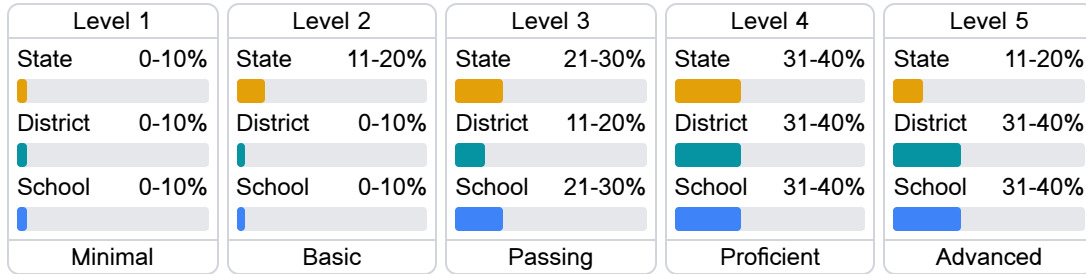 Level 1
State 0-10%
District 0-10%
School 0-10%
Minimal
Level 2
State 11-20%
District 0-10%
School 0-10%
Basic
Level 3
State 21-30%
District 11-20%
School 21-30%
Passing
Level 4
State 31-40%
District 31-40%
School 31-40%
Proficient
Level 5
State 11-20%
District 31-40%
School 31-40%
Advanced